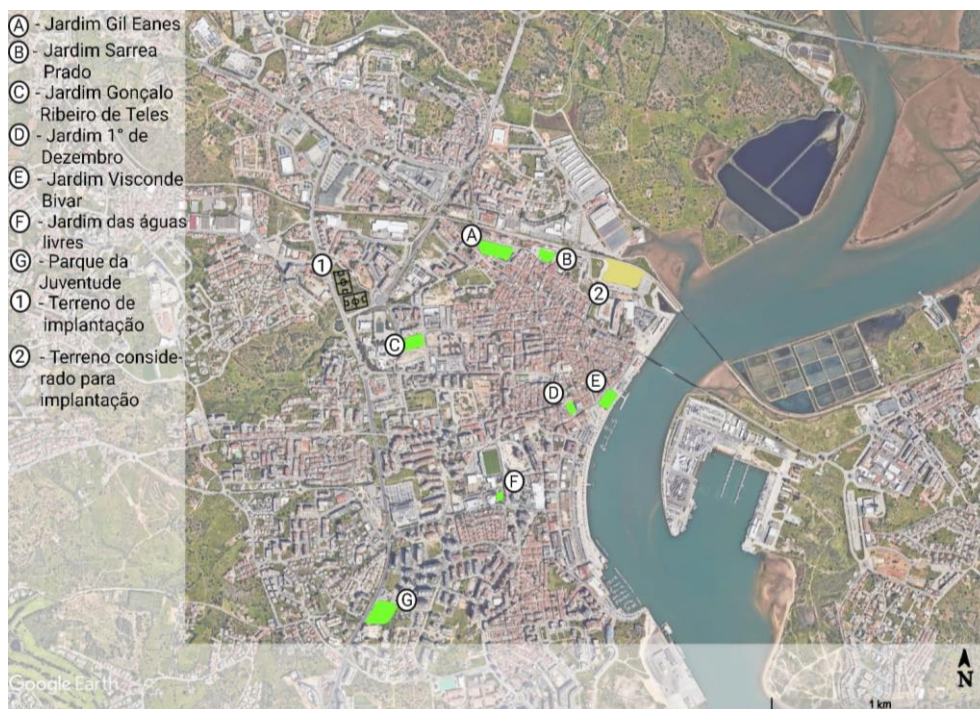 A - Jardim Gil Eanes
B - Jardim Sarrea
Prado
C - Jardim Gonçalo
Ribeiro de Teles
D - Jardim 1° de
Dezembro
E - Jardim Visconde
Bivar
F - Jardim das águas
livres
G - Parque da
Juventude
1 - Terreno de
implantação
2 - Terreno conside-
rado para
implantação
A
B
1
2
C
D
E
F
G
Google Earth
N
1 km